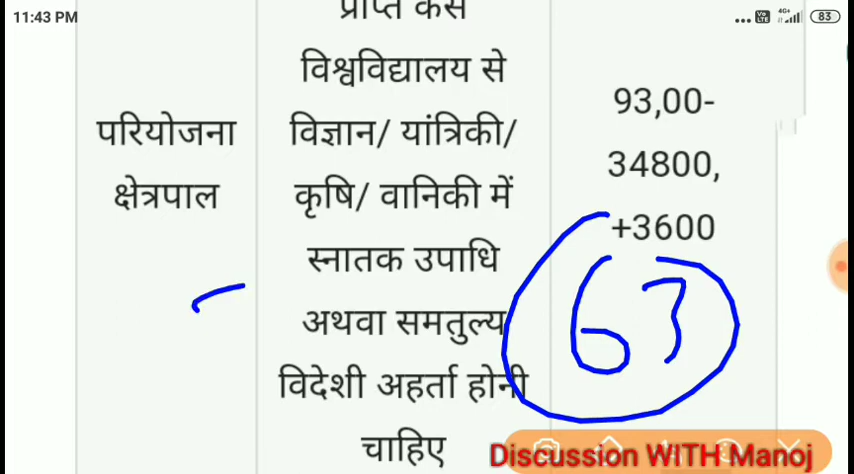 11:43 PM
83
प्राप्त कैसे
विश्वविद्यालय से
विज्ञान/ यांत्रिकी/
कृषि/ वानिकी में
स्नातक उपाधि
अथवा समतुल्य
विदेशी अहर्ता होनी
चाहिए
परियोजना
क्षेत्रपाल
93,00-
34800,
+3600
63
Discussion WiTH Manoj